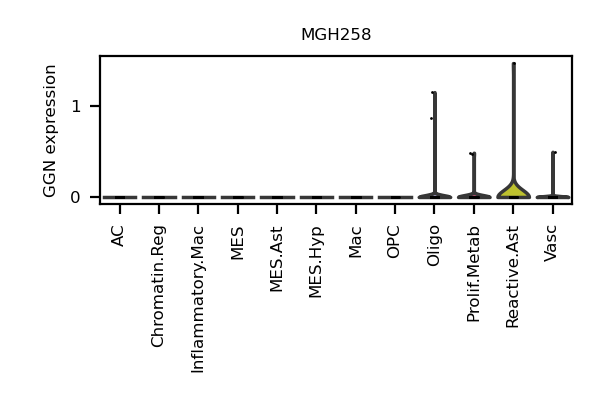 MGH258
GGN expression
1
0
AC
Chromatin.Reg
Inflammatory.Mac
MES
MES.Ast
MES.Hyp
Mac
OPC
Oligo
Prolif.Metab
Reactive.Ast
Vasc